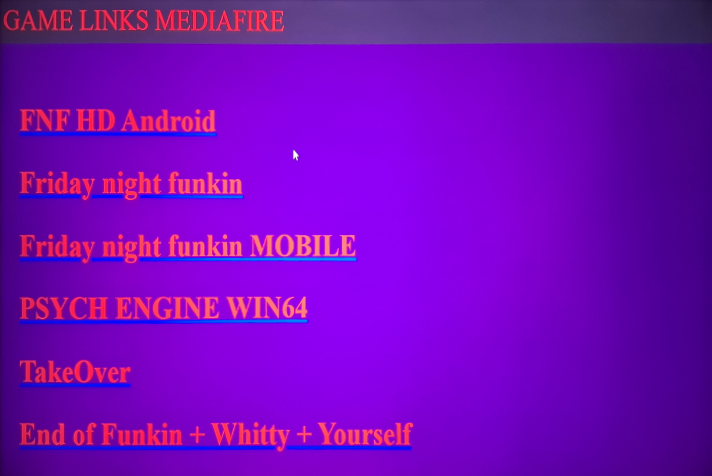 GAME LINKS MEDIAFIRE
FNF HD Android
Friday night funkin
Friday night funkin MOBILE
PSYCH ENGINE WIN64
TakeOver
End of Funkin + Whitty + Yourself